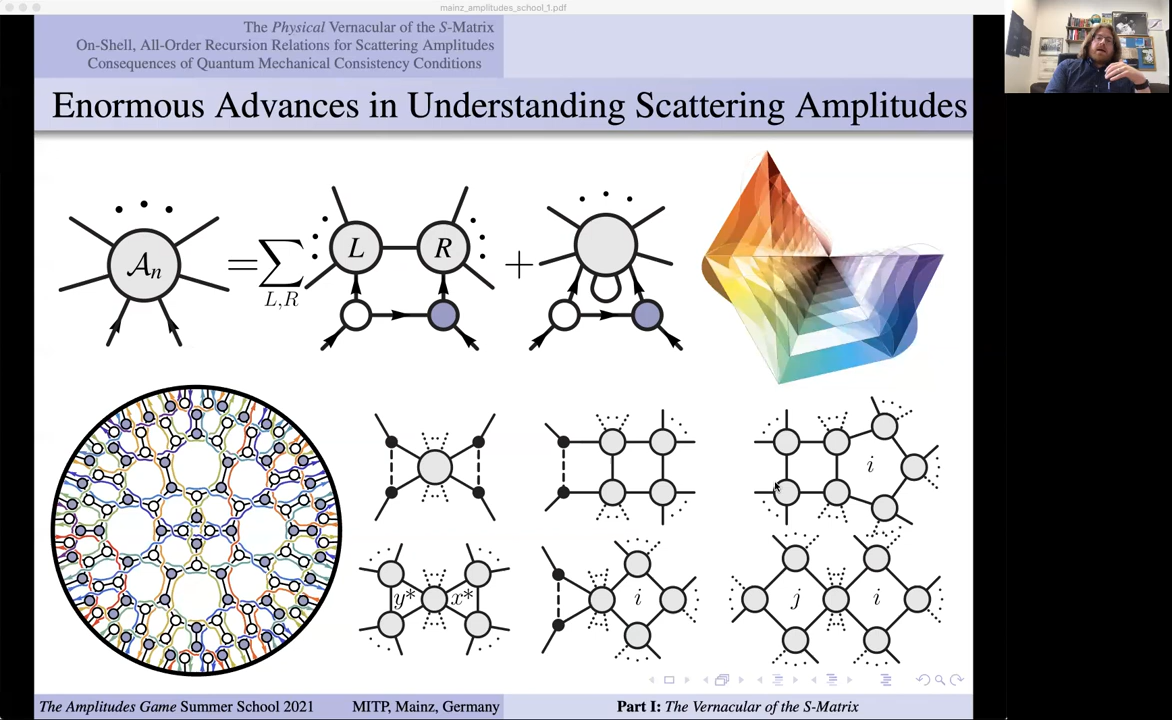 mainz_amplitudes_school_1.pdf
The Physical Vernacular of the S-Matrix
On-Shell, All-Order Recursion Relations for Scattering Amplitudes
Consequences of Quantum Mechanical Consistency Conditions
Enormous Advances in Understanding Scattering Amplitudes
𝒜n
=
∑
L,R
L
R
+
i
y*
x*
i
j
i
The Amplitudes Game Summer School 2021
MITP, Mainz, Germany
Part I: The Vernacular of the S-Matrix